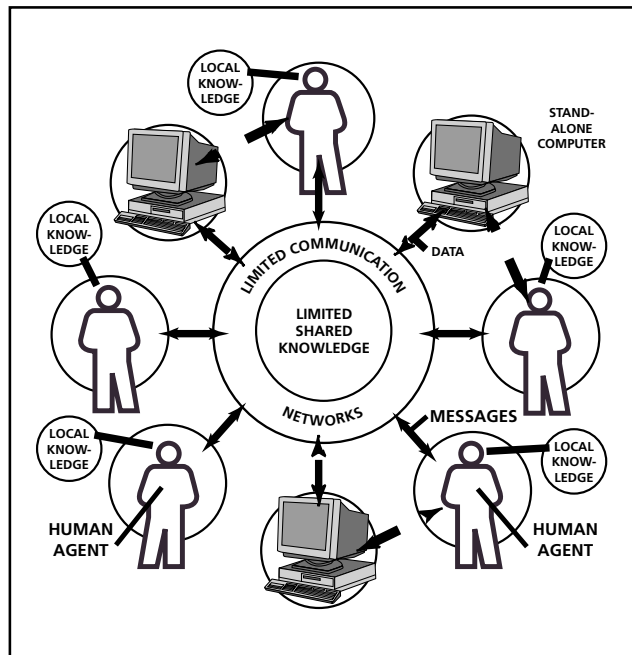 LOCAL
KNOW-
LEDGE
STAND-
ALONE
COMPUTER
LOCAL
KNOW-
LEDGE
LIMITED COMMUNICATION
DATA
LOCAL
KNOW-
LEDGE
LIMITED
SHARED
KNOWLEDGE
NETWORKS
MESSAGES
LOCAL
KNOW-
LEDGE
LOCAL
KNOW-
LEDGE
HUMAN
AGENT
HUMAN
AGENT